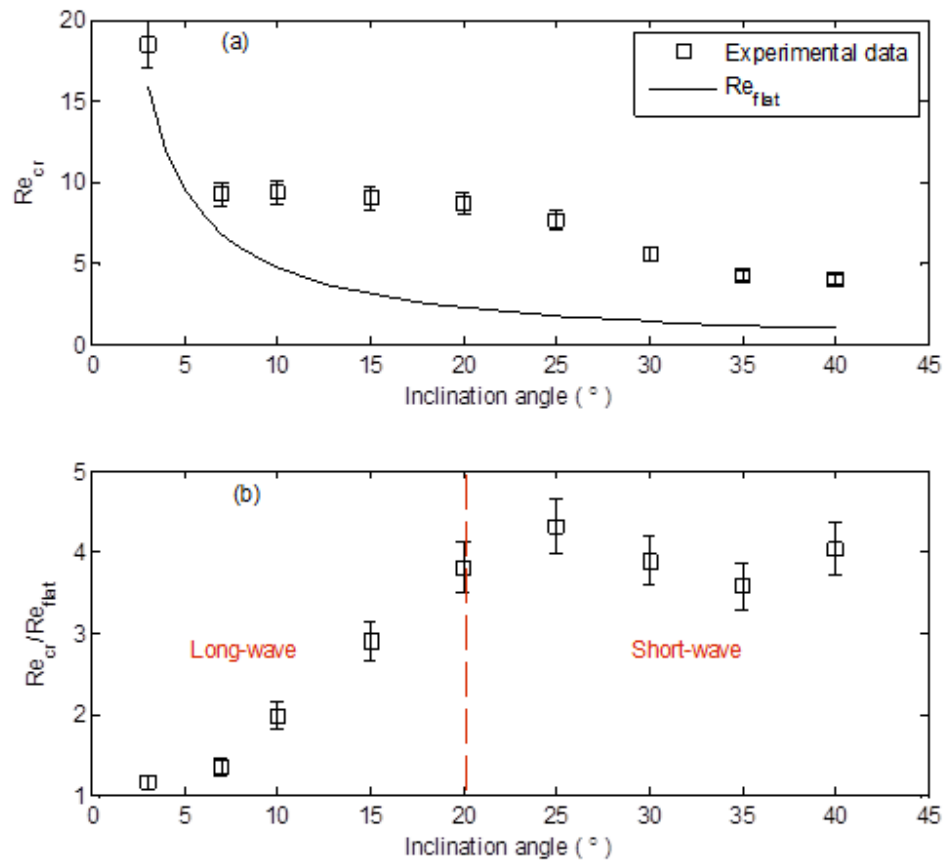 20
(a)
Experimental data
Re_flat
15
10
5
0
Re_cr
0 5 10 15 20 25 30 35 40 45
Inclination angle ( ° )
5
(b)
4
3
Long-wave
Short-wave
2
1
Re_cr/Re_flat
0 5 10 15 20 25 30 35 40 45
Inclination angle ( ° )